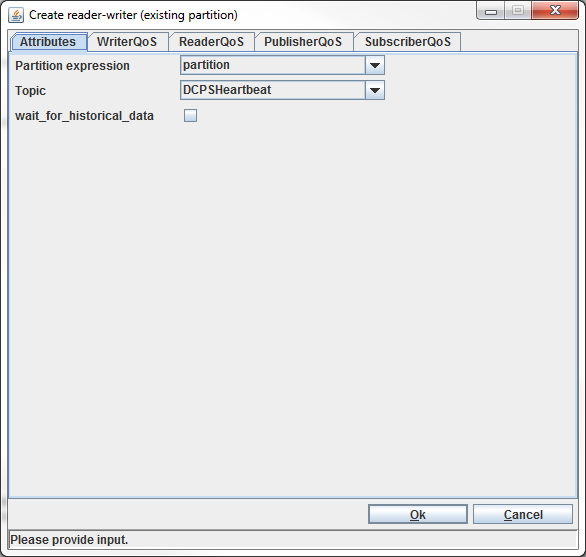 Create reader-writer (existing partition)
Attributes WriterQoS ReaderQoS PublisherQoS SubscriberQoS
Partition expression partition
Topic DCPSHeartbeat
wait_for_historical_data
Ok Cancel
Please provide input.